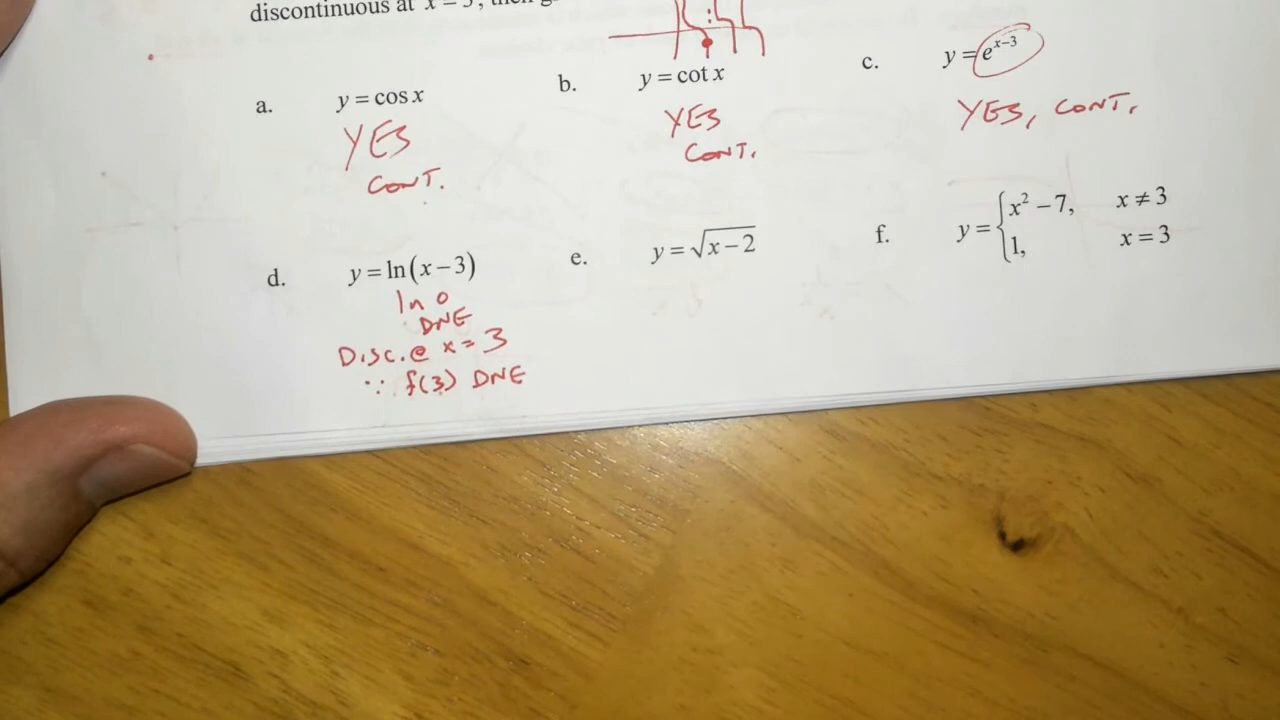 discontinuous at x = 3, then g
a. y = cos x
YES
CONT.
b. y = cot x
YES
CONT.
c. y = e^{x-3}
YES, CONT.
d. y = ln(x − 3)
ln 0
DNE
DISC. @ x = 3
∵ f(3) DNE
e. y = √(x − 2)
f. y = { x² − 7, x ≠ 3
1, x = 3